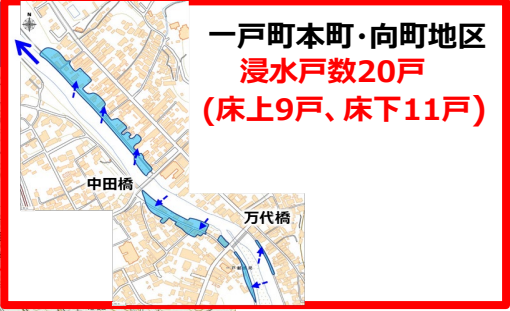 一戸町本町･向町地区
浸水戸数20戸
(床上9戸、床下11戸)
中田橋
万代橋